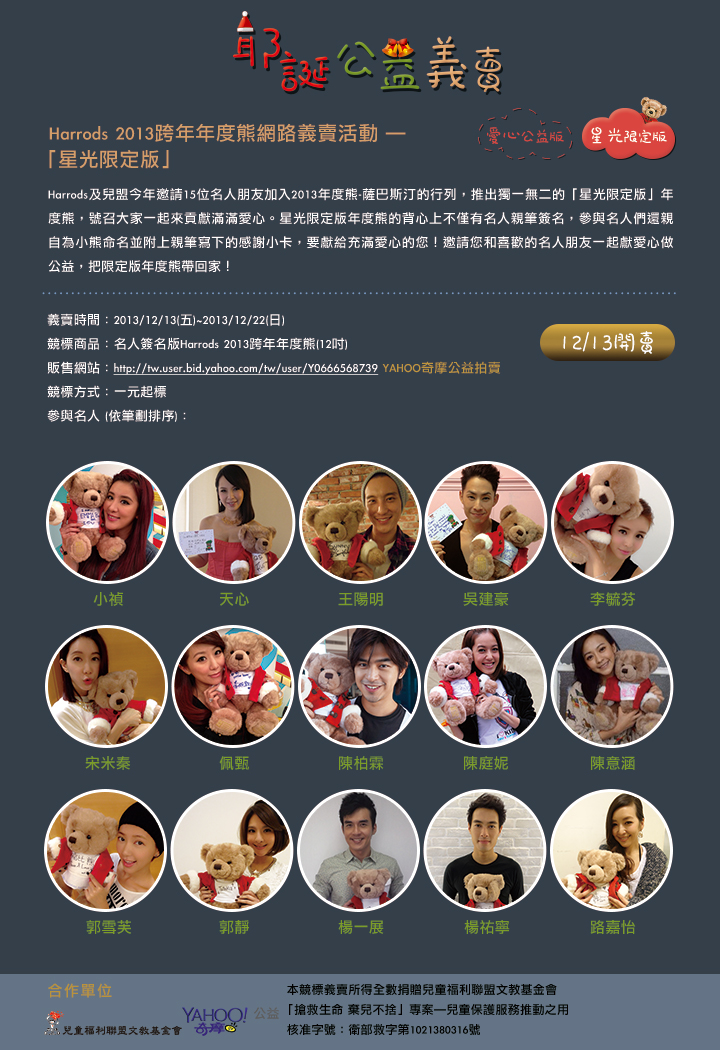 耶誕公益義賣
Harrods 2013跨年年度熊網路義賣活動 —
「星光限定版」
愛心公益版
星光限定版
Harrods及兒盟今年邀請15位名人朋友加入2013年度熊-薩巴斯汀的行列，推出獨一無二的「星光限定版」年
度熊，號召大家一起來貢獻滿滿愛心。星光限定版年度熊的背心上不僅有名人親筆簽名，參與名人們還親
自為小熊命名並附上親筆寫下的感謝小卡，要獻給充滿愛心的您！邀請您和喜歡的名人朋友一起獻愛心做
公益，把限定版年度熊帶回家！
義賣時間：2013/12/13(五)~2013/12/22(日)
競標商品：名人簽名版Harrods 2013跨年年度熊(12吋)
12/13開賣
販售網站：http://tw.user.bid.yahoo.com/tw/user/Y0666568739 YAHOO奇摩公益拍賣
競標方式：一元起標
參與名人 (依筆劃排序)：
小禎 天心 王陽明 吳建豪 李毓芬
宋米秦 佩甄 陳柏霖 陳庭妮 陳意涵
郭雪芙 郭靜 楊一展 楊祐寧 路嘉怡
合作單位
兒童福利聯盟文教基金會
YAHOO! 公益
奇摩
本競標義賣所得全數捐贈兒童福利聯盟文教基金會
「搶救生命 棄兒不捨」專案—兒童保護服務推動之用
核准字號：衛部救字第1021380316號